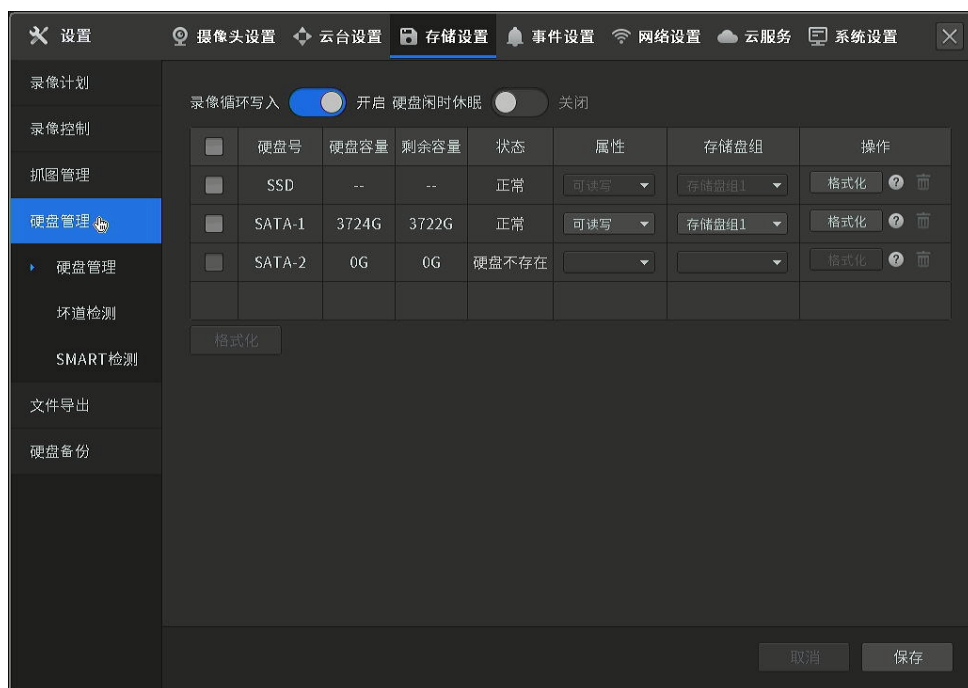 设置 摄像头设置 云台设置 存储设置 事件设置 网络设置 云服务 系统设置
录像计划
录像控制
抓图管理
硬盘管理
硬盘管理
坏道检测
SMART检测
文件导出
硬盘备份
录像循环写入 开启 硬盘闲时休眠 关闭
硬盘号 硬盘容量 剩余容量 状态 属性 存储盘组 操作
SSD -- -- 正常 可读写 存储盘组1 格式化 ?
SATA-1 3724G 3722G 正常 可读写 存储盘组1 格式化 ?
SATA-2 0G 0G 硬盘不存在 格式化 ?
格式化
取消 保存